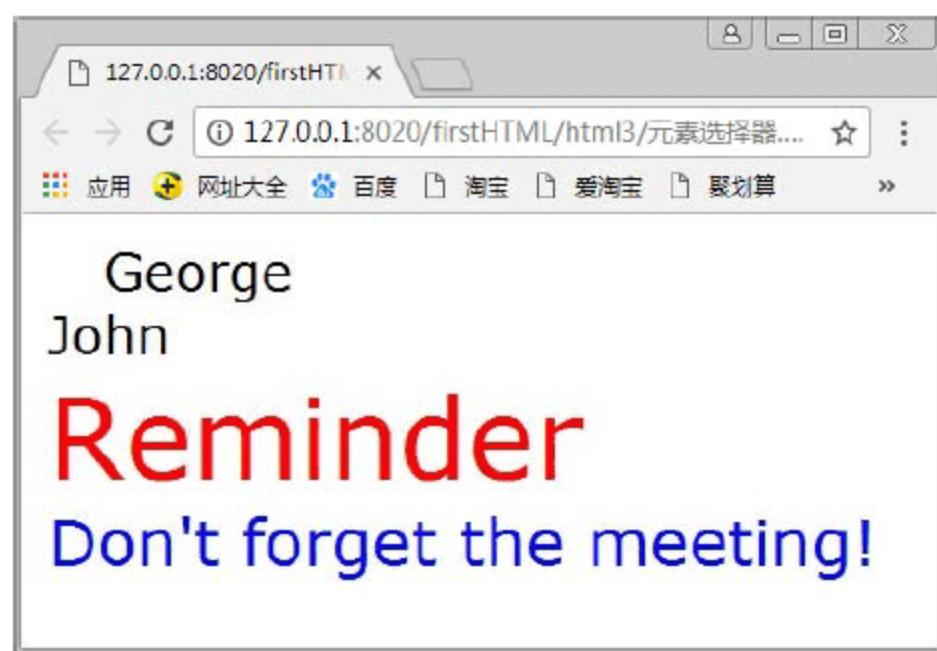 127.0.0.1:8020/firstHT
127.0.0.1:8020/firstHTML/html3/元素选择器....
应用 网址大全 百度 淘宝 爱淘宝 聚划算 »
George
John
Reminder
Don't forget the meeting!